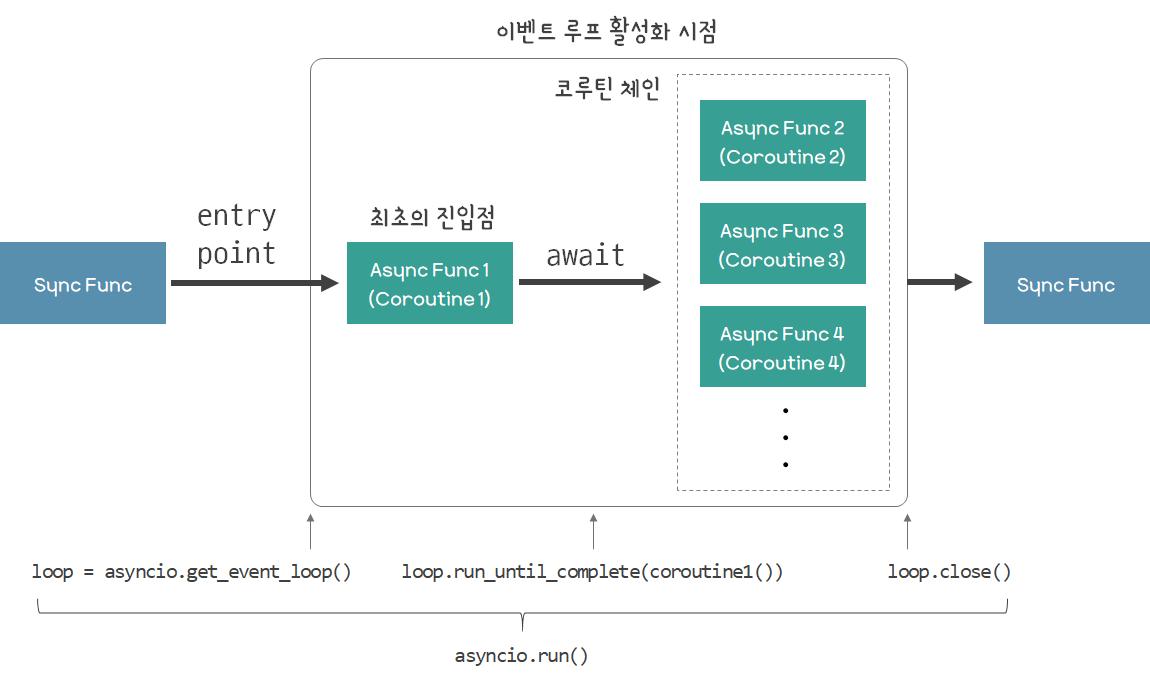 이벤트 루프 활성화 시점
코루틴 체인
Async Func 2
(Coroutine 2)
entry
point
최초의 진입점
await
Async Func 3
(Coroutine 3)
Sync Func
Async Func 1
(Coroutine 1)
Sync Func
Async Func 4
(Coroutine 4)
loop = asyncio.get_event_loop()
loop.run_until_complete(coroutine1())
loop.close()
asyncio.run()